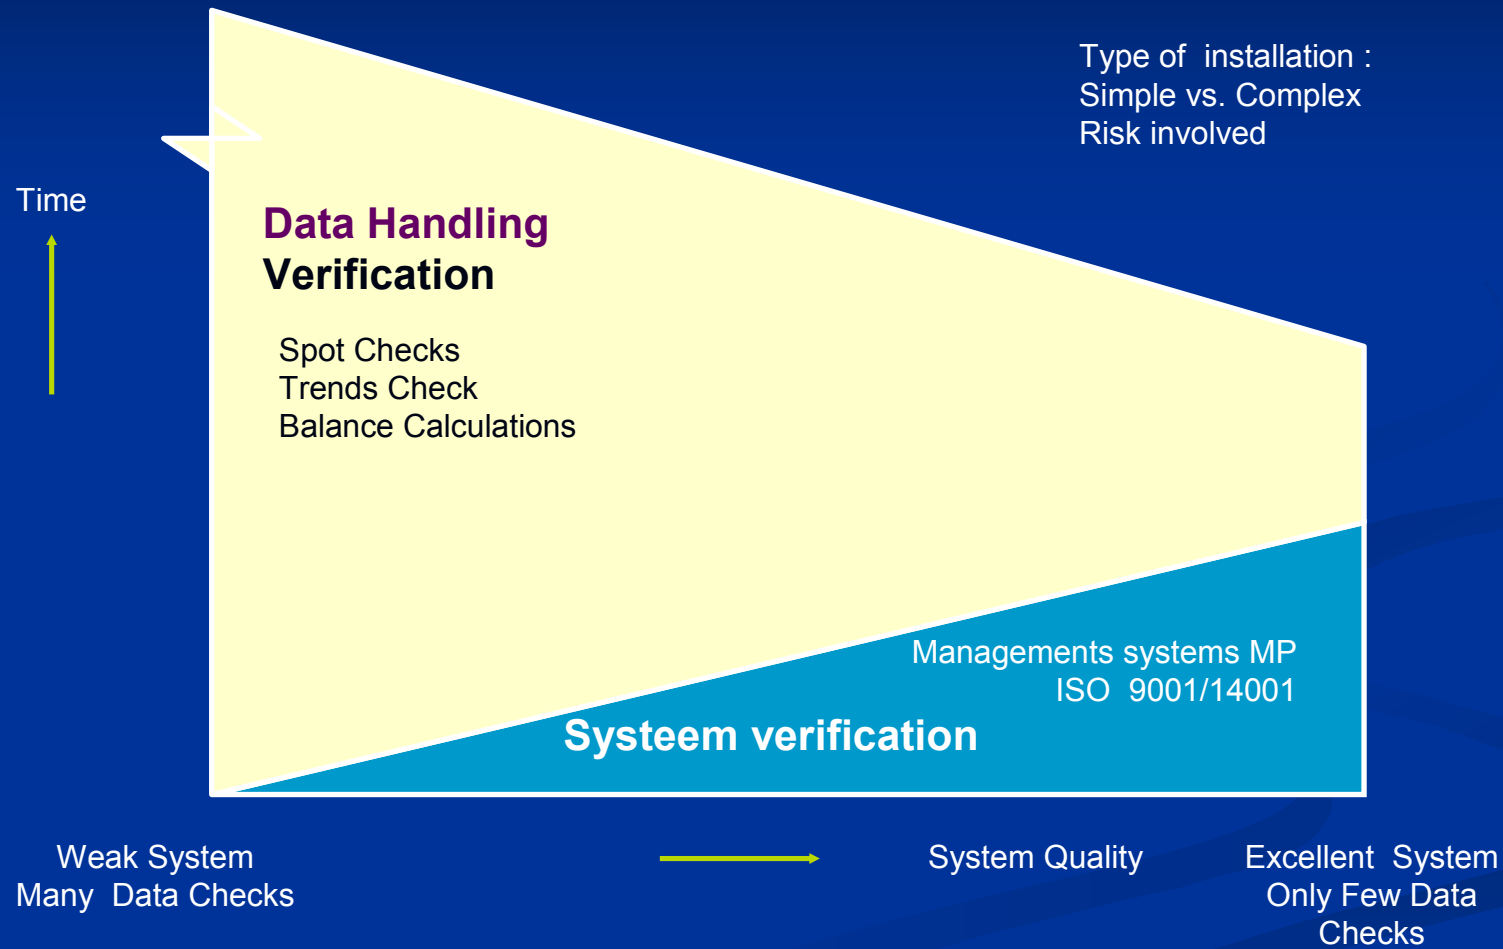 Type of installation :
Simple vs. Complex
Risk involved
Time
Data Handling
Verification
Spot Checks
Trends Check
Balance Calculations
Managements systems MP
ISO 9001/14001
Systeem verification
Weak System
Many Data Checks
System Quality
Excellent System
Only Few Data
Checks